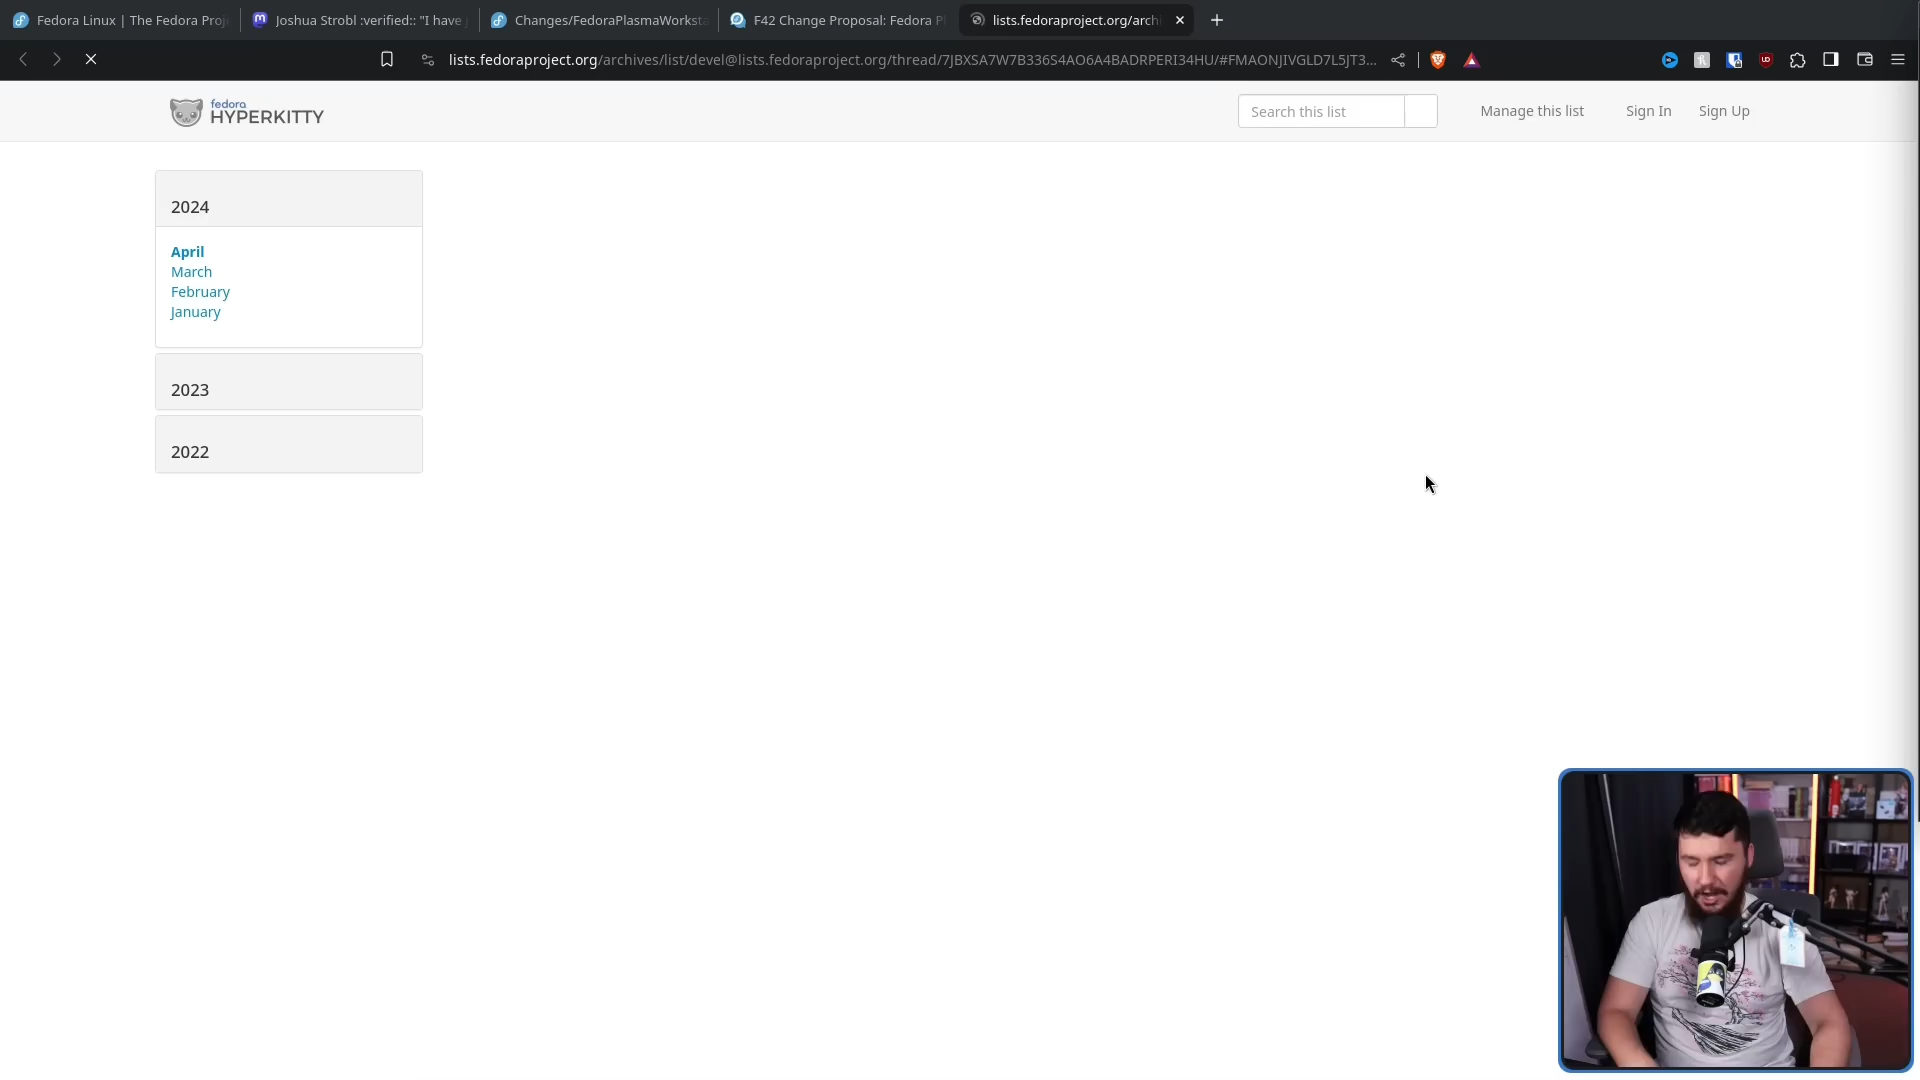 Fedora Linux | The Fedora Proj
Joshua Strobl :verified:: "I have
Changes/FedoraPlasmaWorksta
F42 Change Proposal: Fedora Pl
lists.fedoraproject.org/archi
lists.fedoraproject.org/archives/list/devel@lists.fedoraproject.org/thread/7JBXSA7W7B336S4AO6A4BADRPERI34HU/#FMAONJIVGLD7L5JT3...
fedora
HYPERKITTY
Search this list
Manage this list
Sign In
Sign Up
2024
April
March
February
January
2023
2022